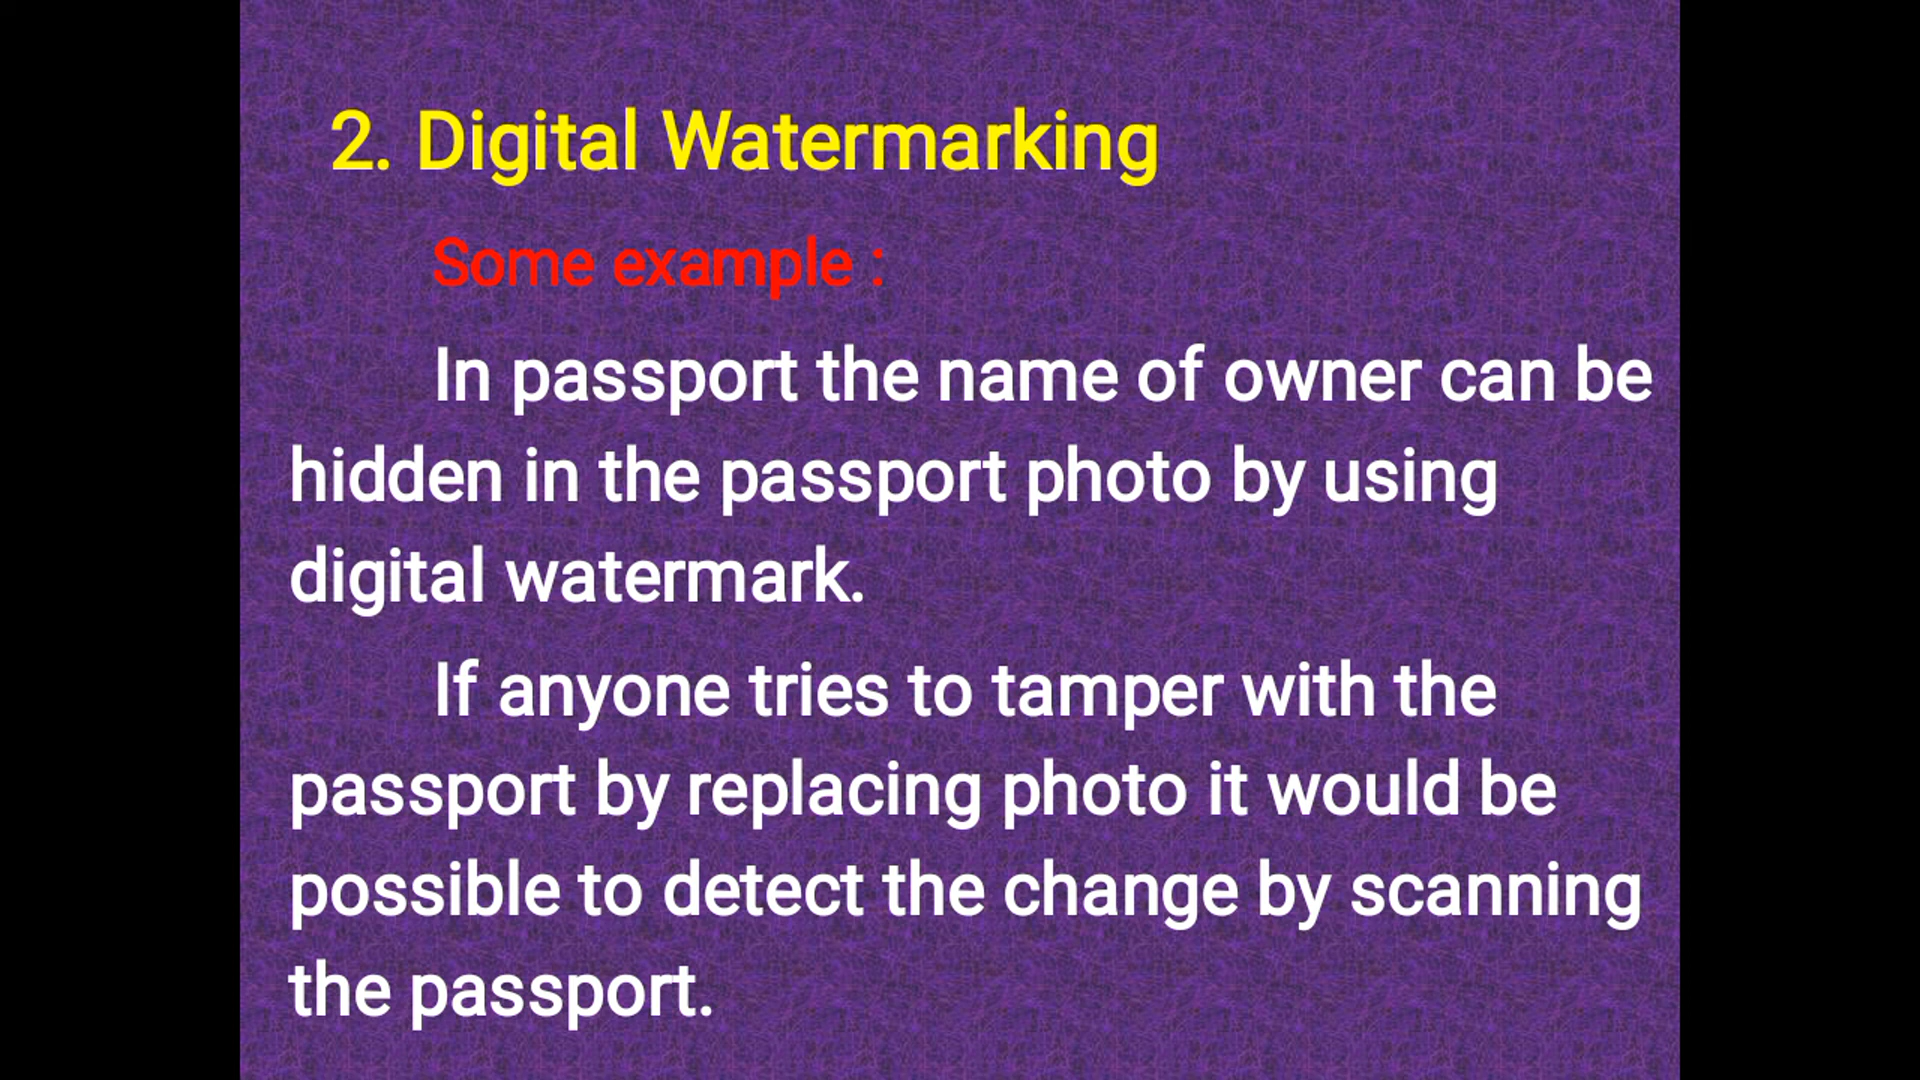 2. Digital Watermarking
Some example :
In passport the name of owner can be
hidden in the passport photo by using
digital watermark.
If anyone tries to tamper with the
passport by replacing photo it would be
possible to detect the change by scanning
the passport.